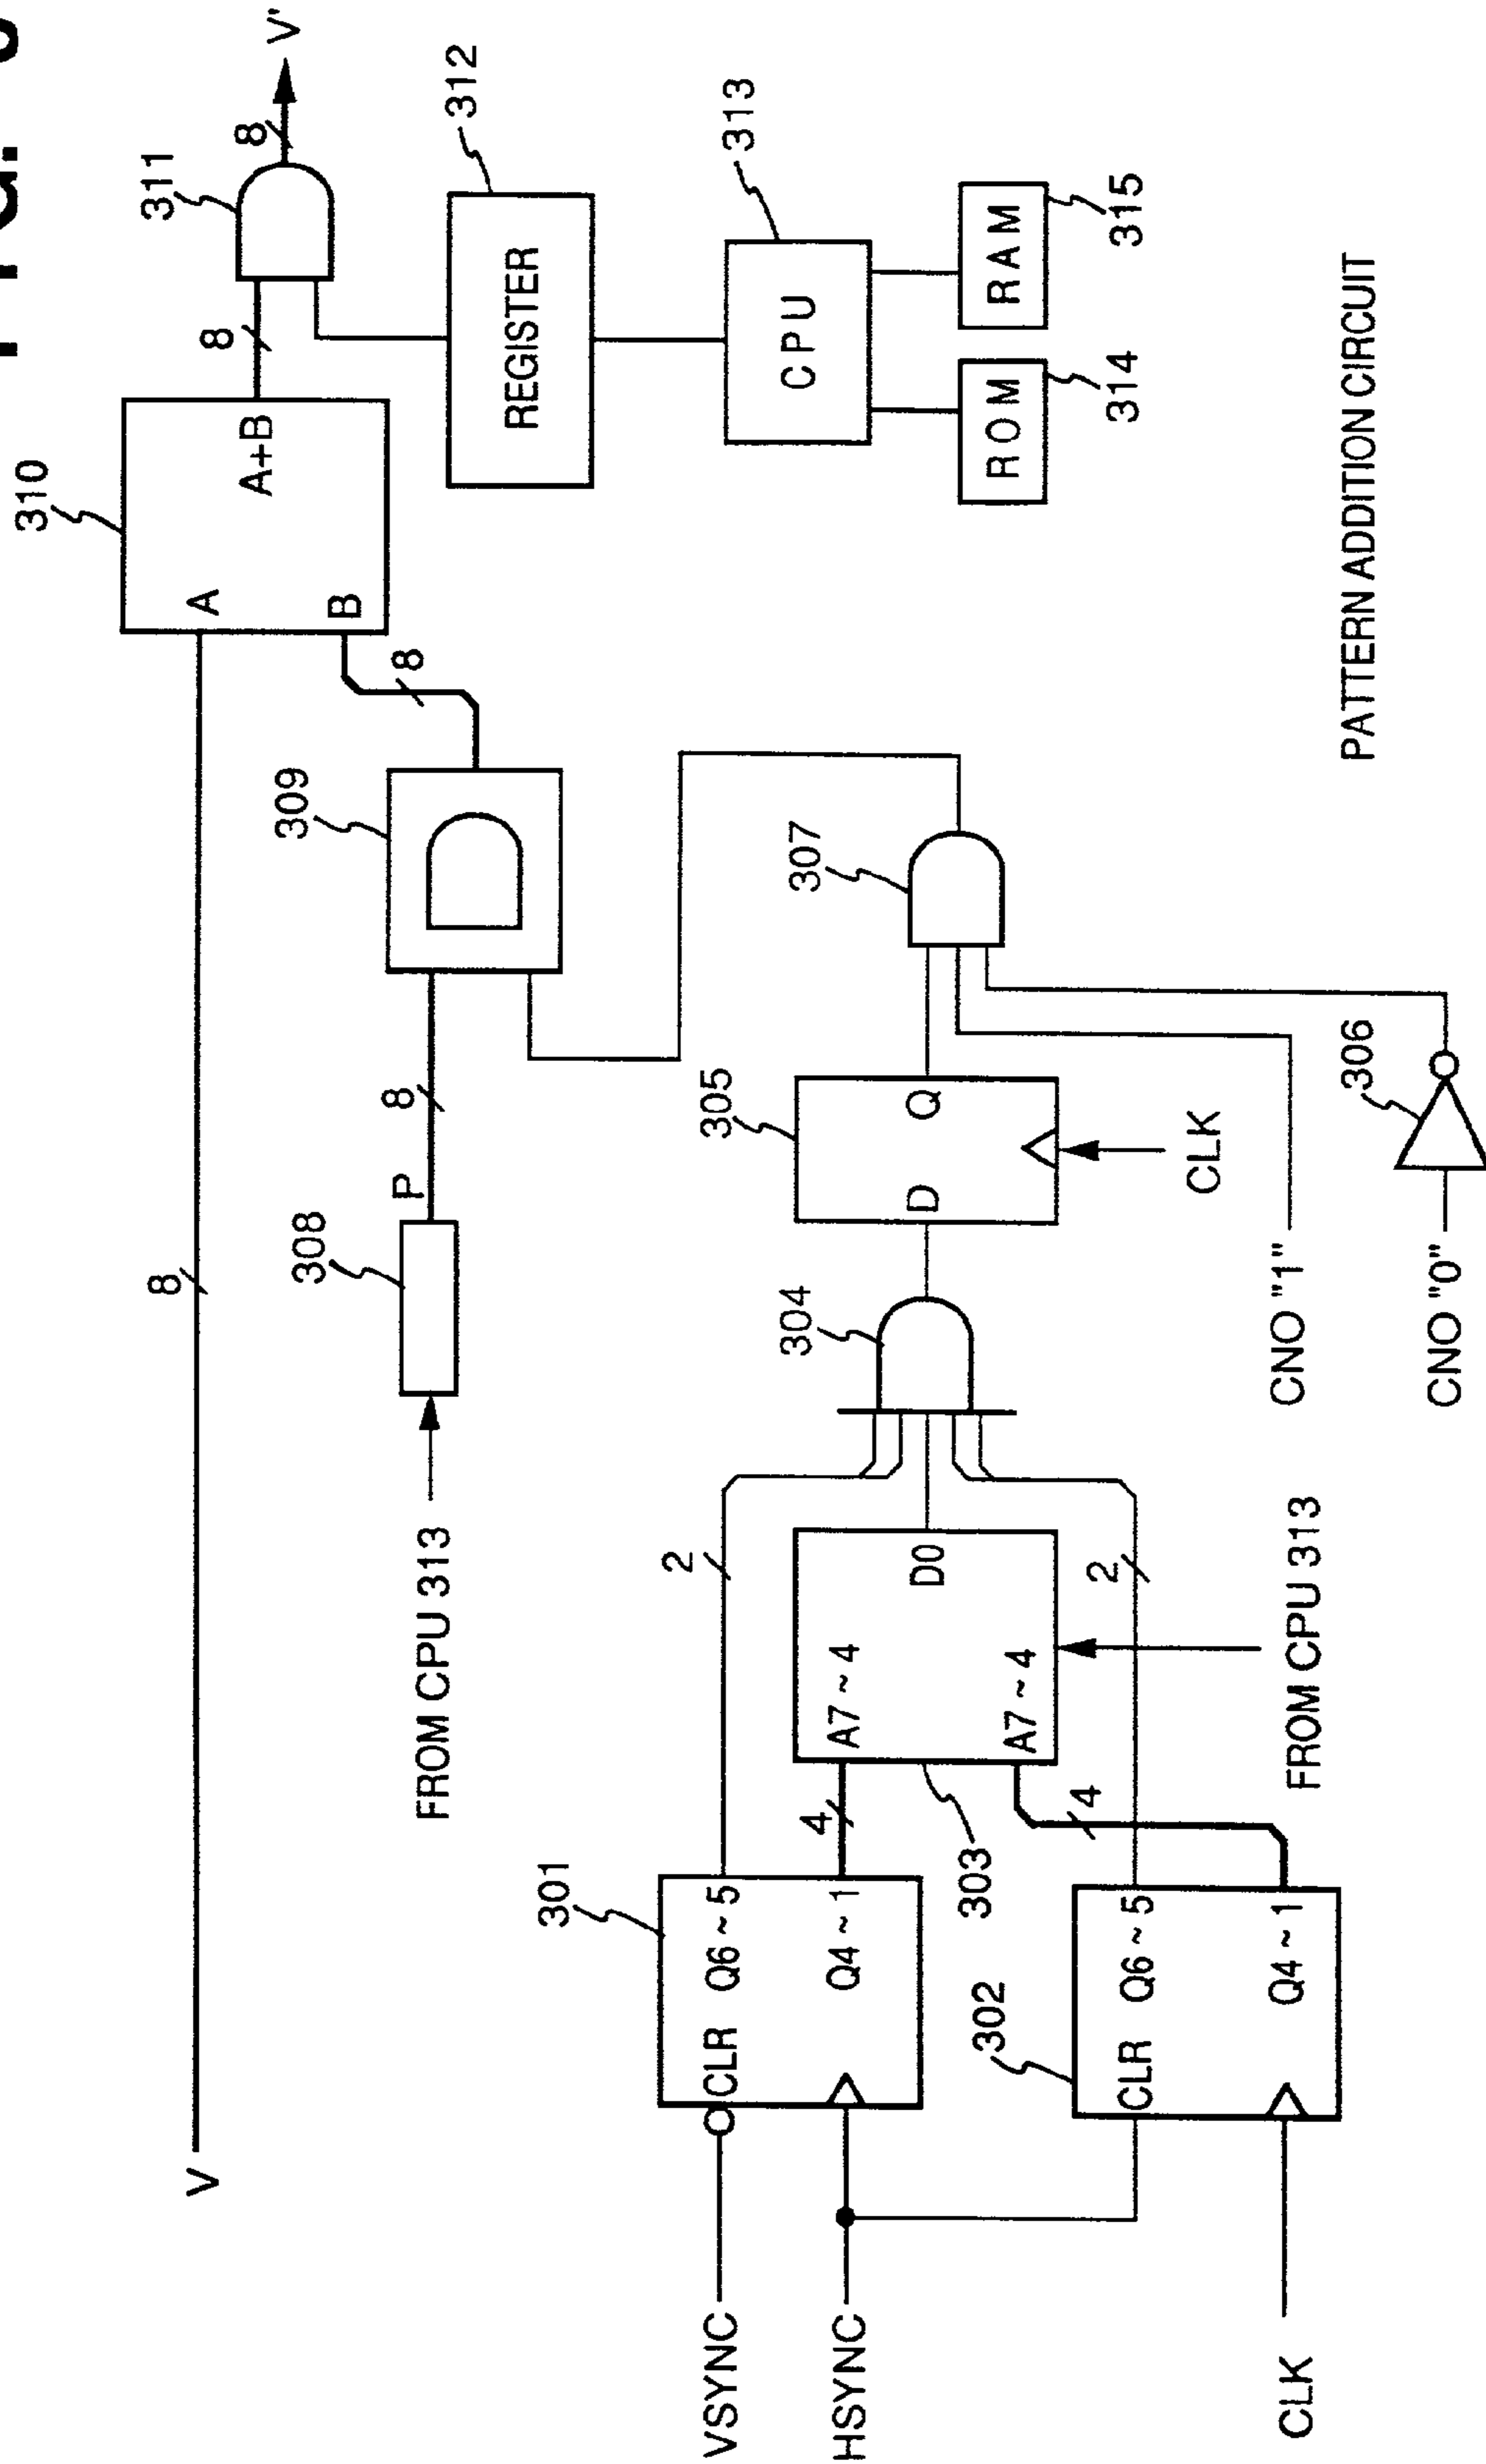 V
8
310
A
B
A+B
8
311
8
V'
312
REGISTER
313
CPU
ROM
314
RAM
315
FROM CPU 313
308
P
8
309
8
VSYNC
HSYNC
CLK
301
CLR Q6~5
Q4~1
302
CLR Q6~5
Q4~1
2
4
4
2
303
A7~4
A7~4
D0
FROM CPU 313
304
305
D
Q
CLK
307
CNO "1"
CNO "0"
306
PATTERN ADDITION CIRCUIT